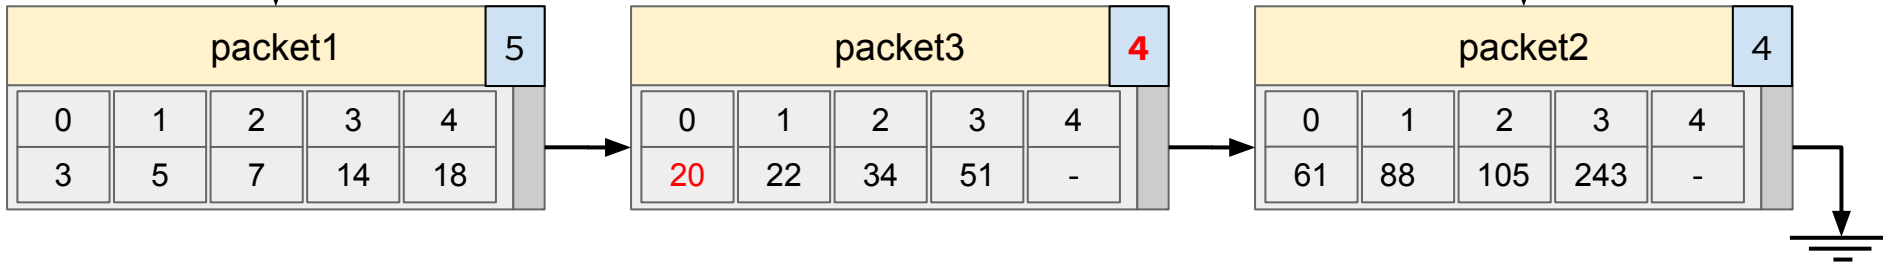 packet1 5 packet3 4 packet2 4
0 1 2 3 4 0 1 2 3 4 0 1 2 3 4
3 5 7 14 18 20 22 34 51 - 61 88 105 243 -